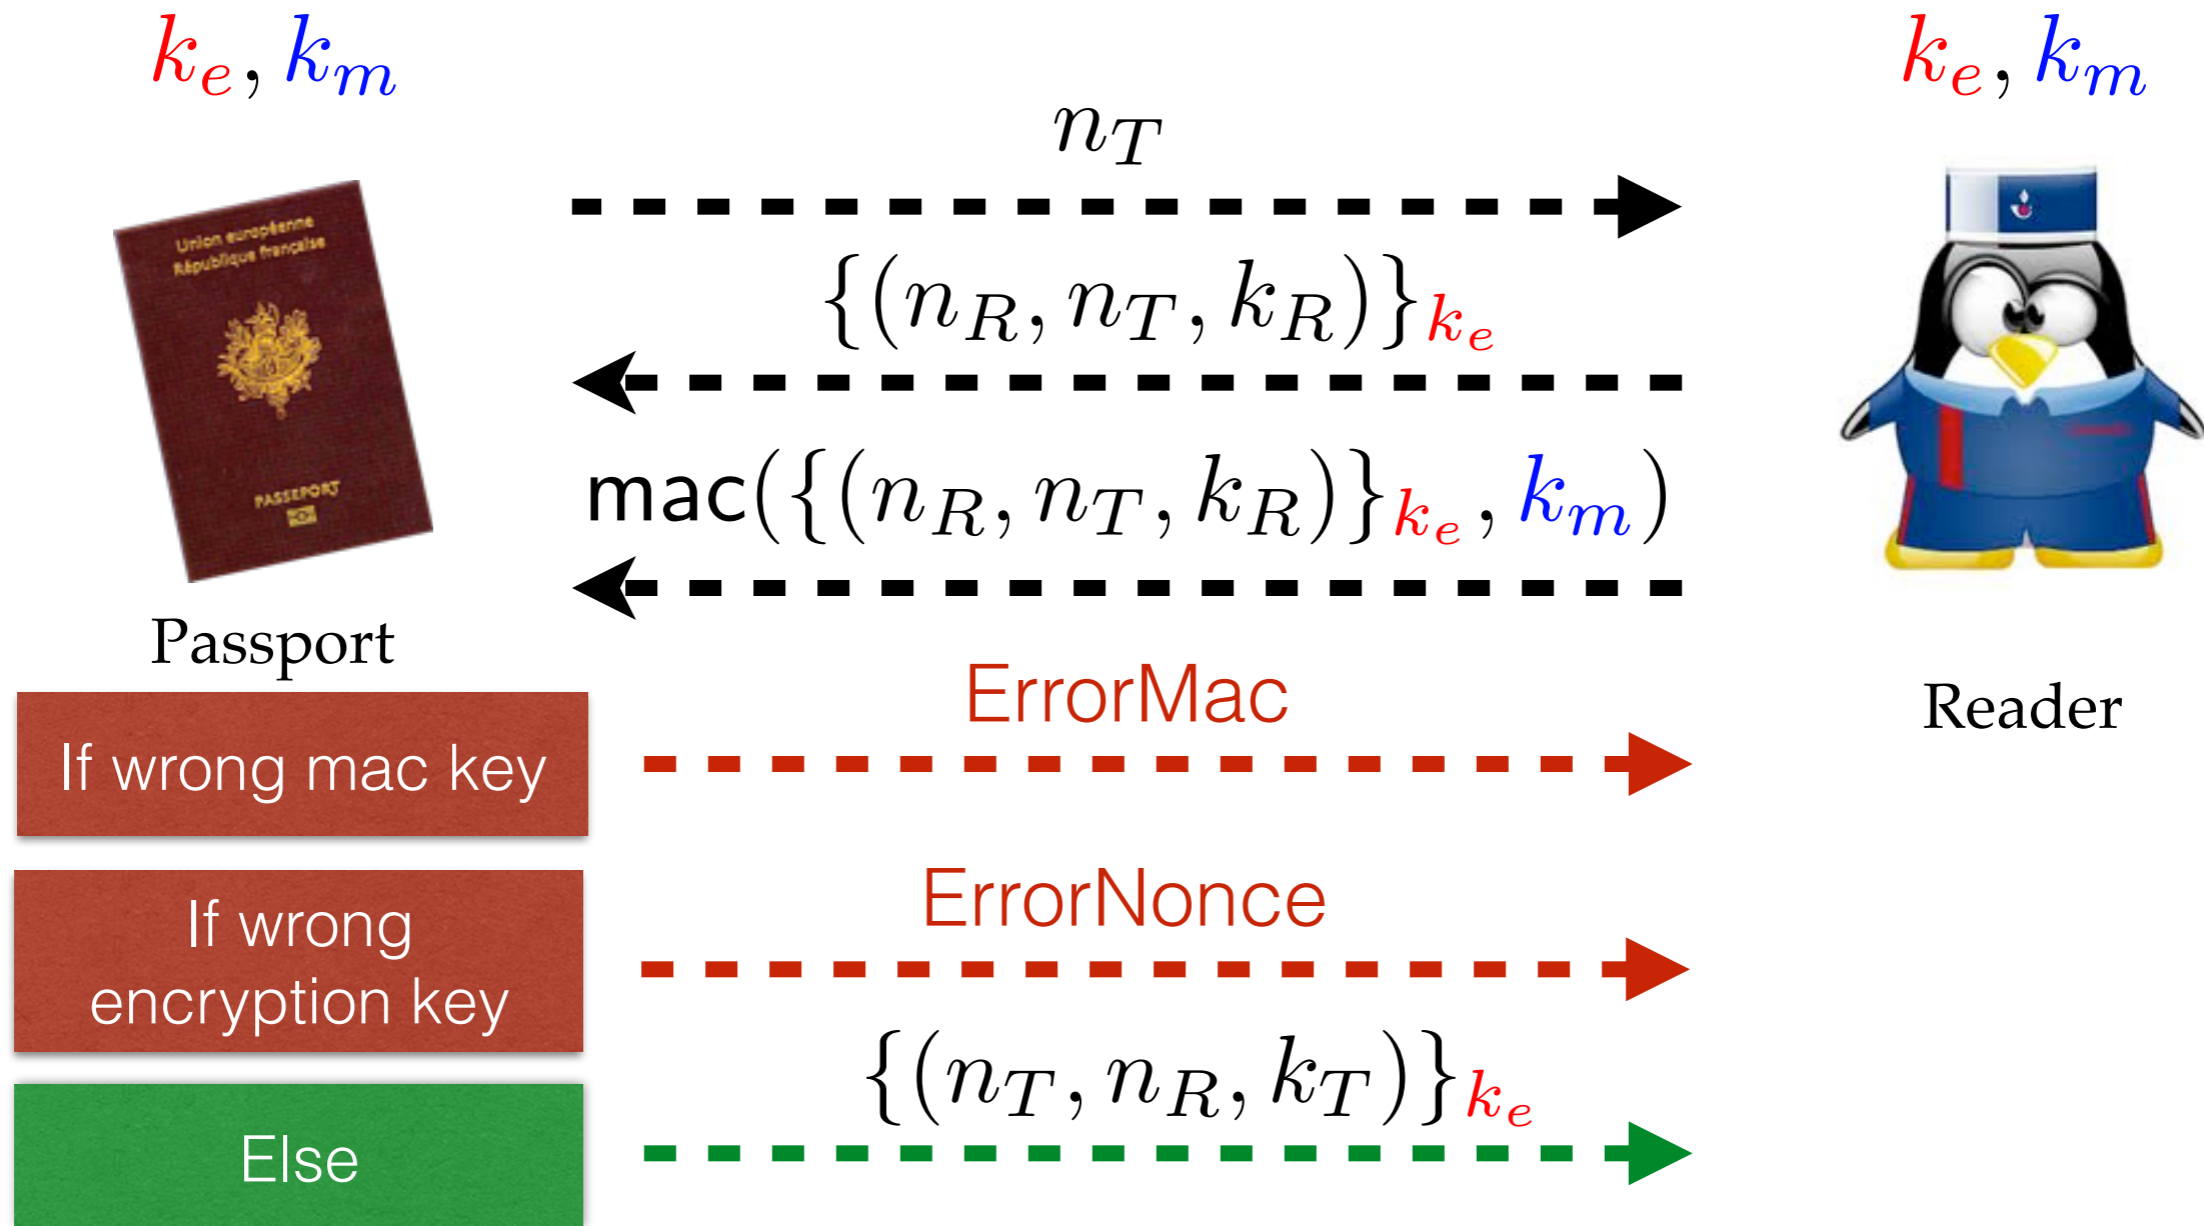 k_e, k_m
k_e, k_m
n_T
{(n_R, n_T, k_R)}_{k_e}
mac({(n_R, n_T, k_R)}_{k_e}, k_m)
Union européenne
République française
PASSEPORT
Passport
Reader
ErrorMac
If wrong mac key
ErrorNonce
If wrong
encryption key
{(n_T, n_R, k_T)}_{k_e}
Else